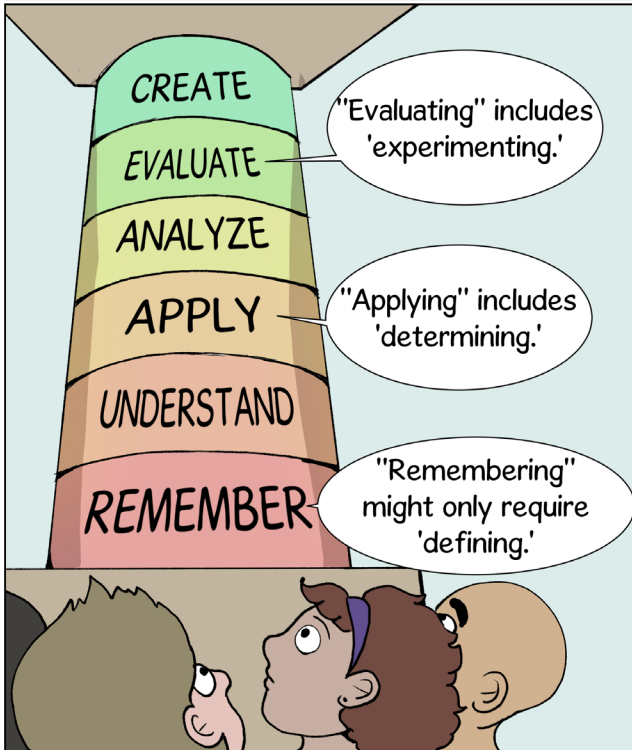 CREATE
EVALUATE
"Evaluating" includes
'experimenting.'
ANALYZE
APPLY
"Applying" includes
'determining.'
UNDERSTAND
REMEMBER
"Remembering"
might only require
'defining.'